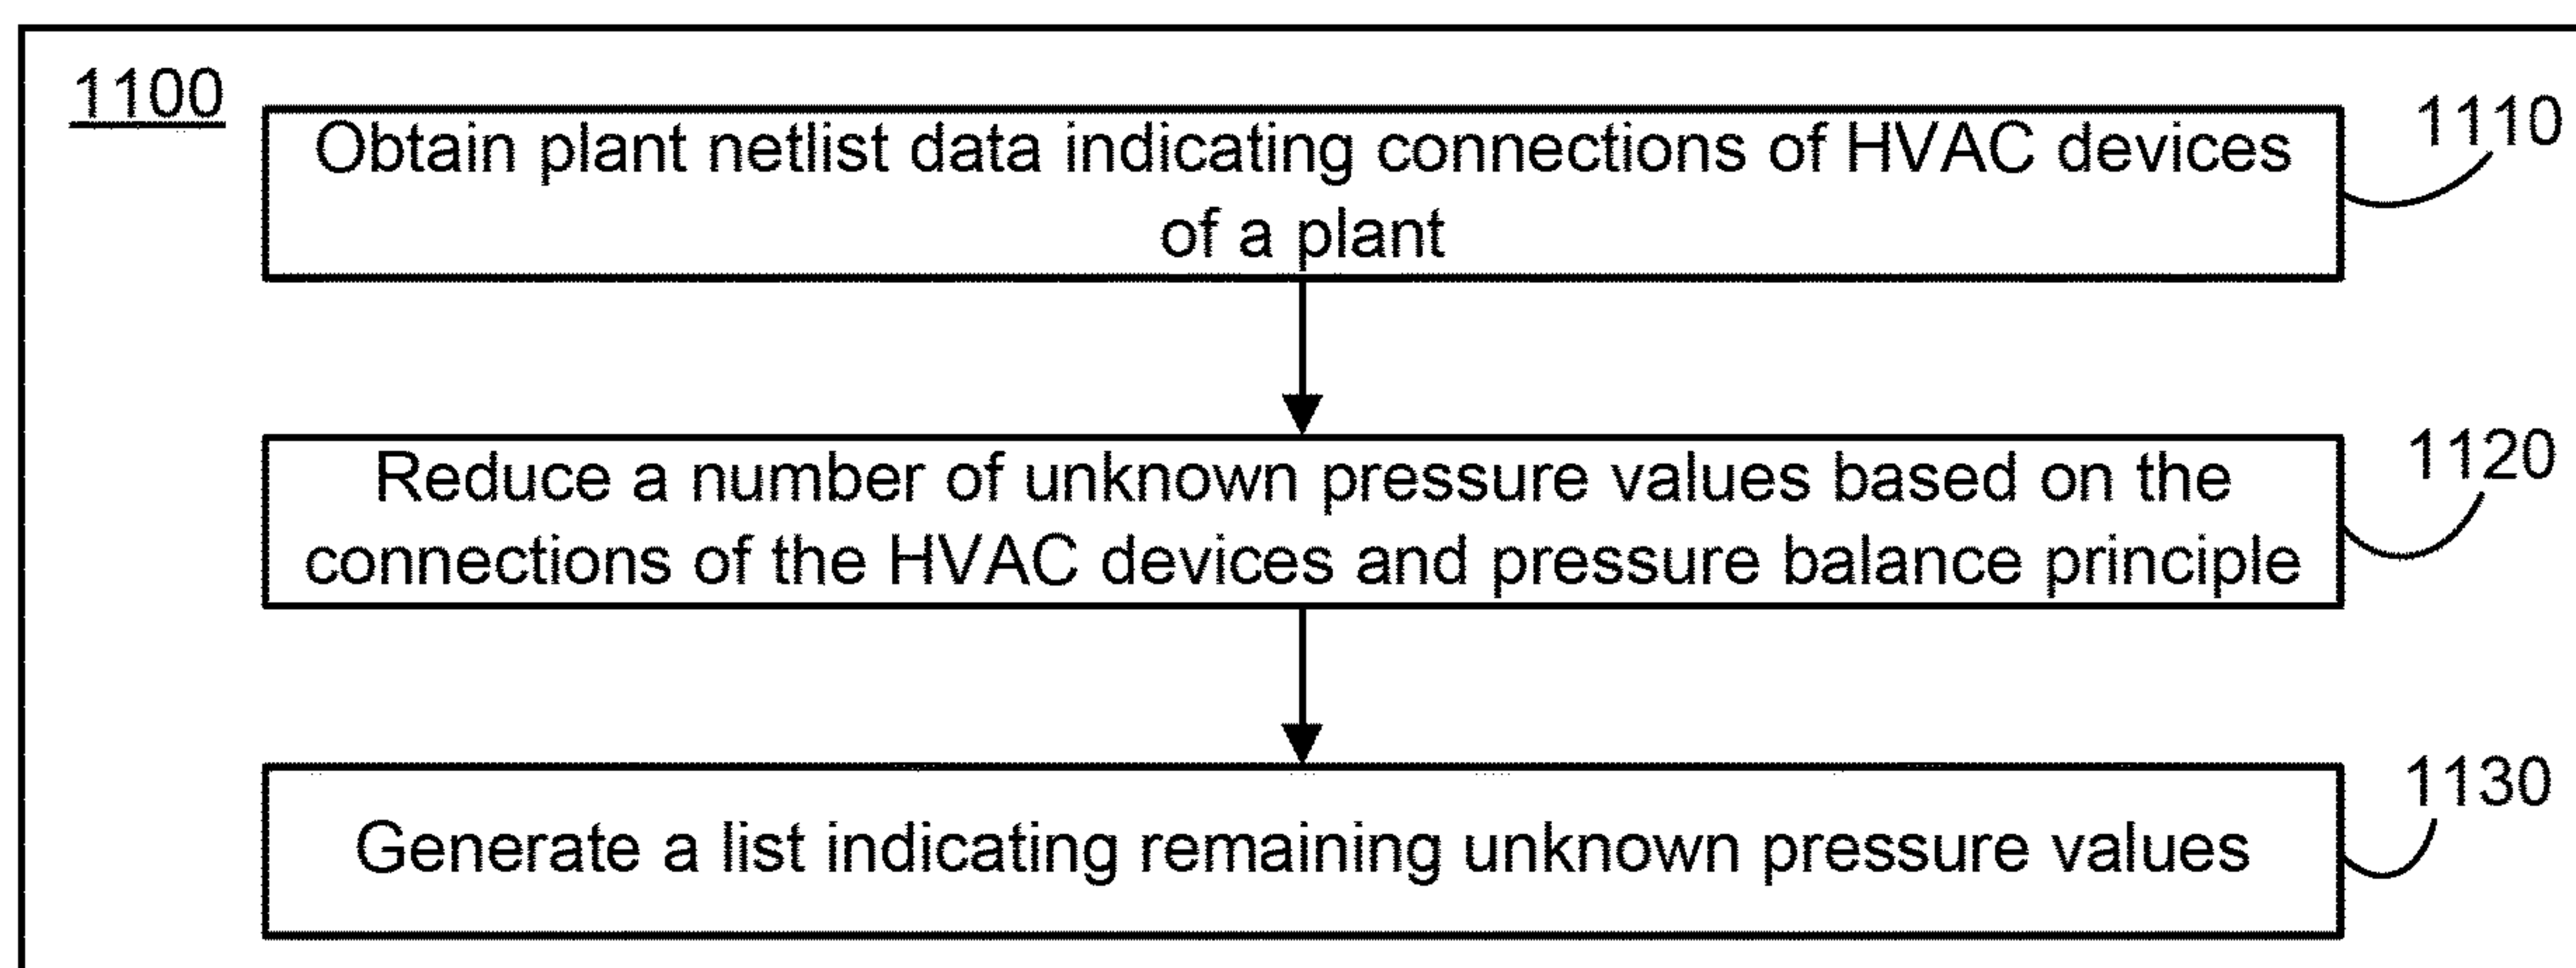 1100
Obtain plant netlist data indicating connections of HVAC devices
of a plant
1110
Reduce a number of unknown pressure values based on the
connections of the HVAC devices and pressure balance principle
1120
Generate a list indicating remaining unknown pressure values
1130